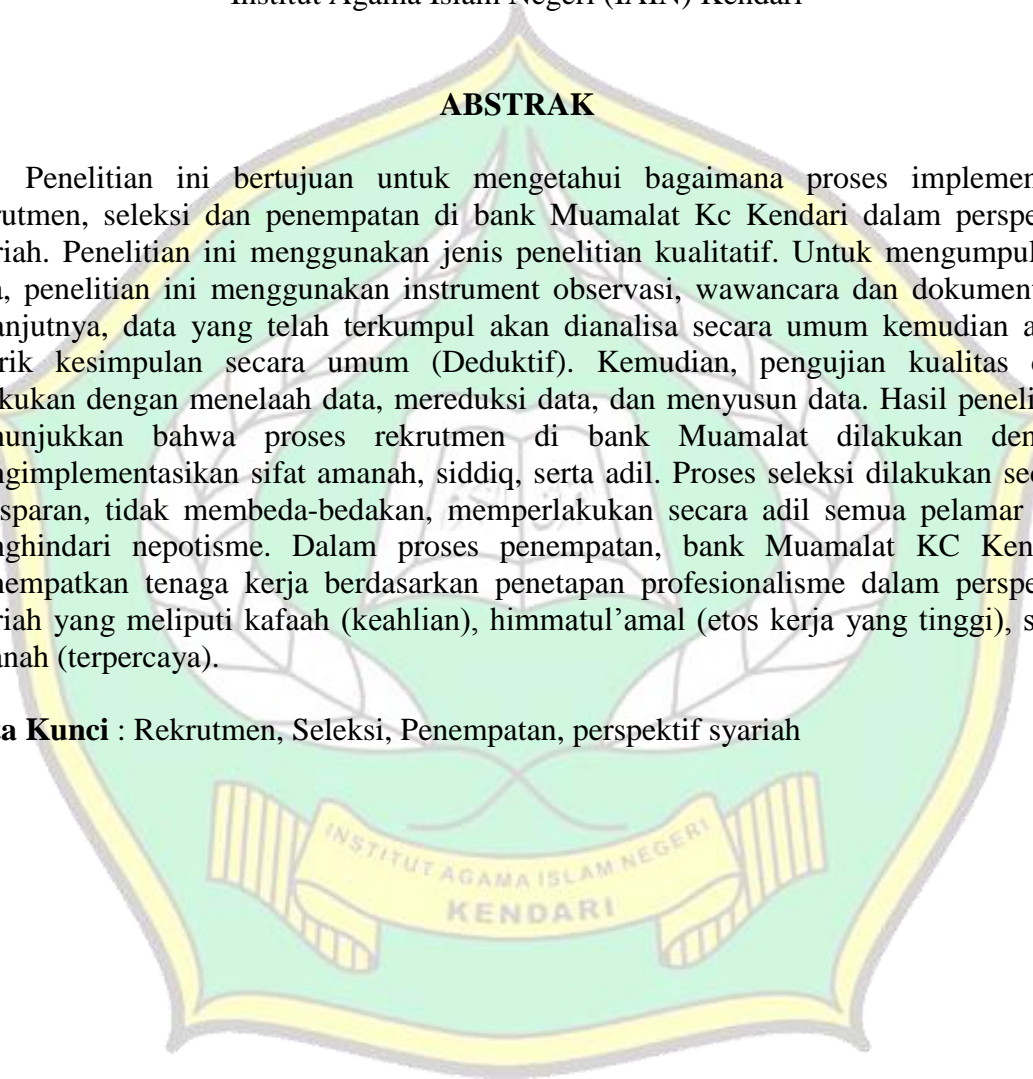 Institut Agama Islam Negeri (IAIN) Kendari
ABSTRAK
Penelitian ini bertujuan untuk mengetahui bagaimana proses implemen
rutmen, seleksi dan penempatan di bank Muamalat Kc Kendari dalam perspe
riah. Penelitian ini menggunakan jenis penelitian kualitatif. Untuk mengumpul
a, penelitian ini menggunakan instrument observasi, wawancara dan dokument
anjutnya, data yang telah terkumpul akan dianalisa secara umum kemudian a
rik kesimpulan secara umum (Deduktif). Kemudian, pengujian kualitas
kukan dengan menelaah data, mereduksi data, dan menyusun data. Hasil peneli
nunjukkan bahwa proses rekrutmen di bank Muamalat dilakukan den
ngimplementasikan sifat amanah, siddiq, serta adil. Proses seleksi dilakukan sec
sparan, tidak membeda-bedakan, memperlakukan secara adil semua pelamar
nghindari nepotisme. Dalam proses penempatan, bank Muamalat KC Ken
nempatkan tenaga kerja berdasarkan penetapan profesionalisme dalam perspe
riah yang meliputi kafaah (keahlian), himmatul’amal (etos kerja yang tinggi), s
anah (terpercaya).
ta Kunci : Rekrutmen, Seleksi, Penempatan, perspektif syariah
INSTITUT AGAMA ISLAM NEGERI
KENDARI